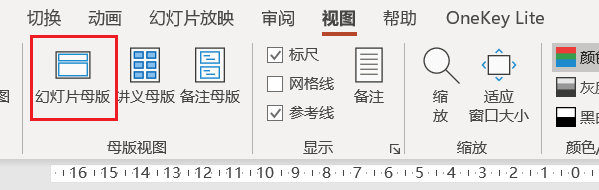 切换 动画 幻灯片放映 审阅 视图 帮助 OneKey Lite
图 幻灯片母版 讲义母版 备注母版
标尺
网格线
参考线
备注
缩放
适应窗口大小
颜色
灰度
黑白
母版视图 显示 缩放 颜色/
16 15 14 13 12 11 10 9 8 7 6 5 4 3 2 1 0